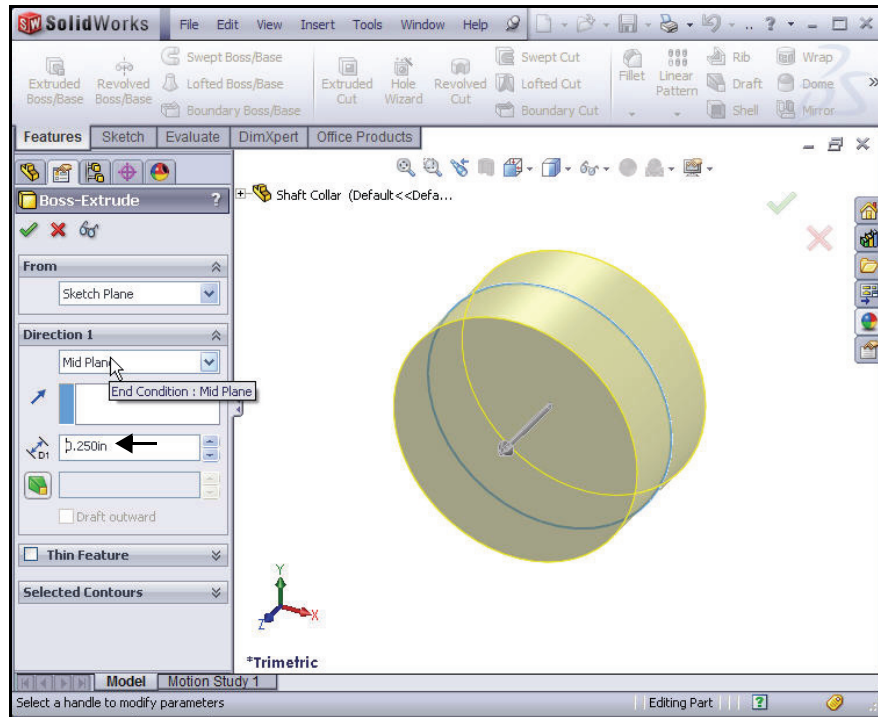 SolidWorks File Edit View Insert Tools Window Help
Swept Boss/Base Swept Cut Rib Wrap
Extruded Boss/Base Revolved Boss/Base Lofted Boss/Base Extruded Cut Hole Wizard Revolved Cut Lofted Cut Fillet Linear Pattern Draft Dome
Boundary Boss/Base Boundary Cut Shell Mirror
Features Sketch Evaluate DimXpert Office Products
Boss-Extrude ?
Shaft Collar (Default<<Defa...
From
Sketch Plane
Direction 1
Mid Plane
End Condition : Mid Plane
D1 0.250in
Draft outward
Thin Feature
Selected Contours
Y
X
Z
*Trimetric
Model Motion Study 1
Select a handle to modify parameters Editing Part ?